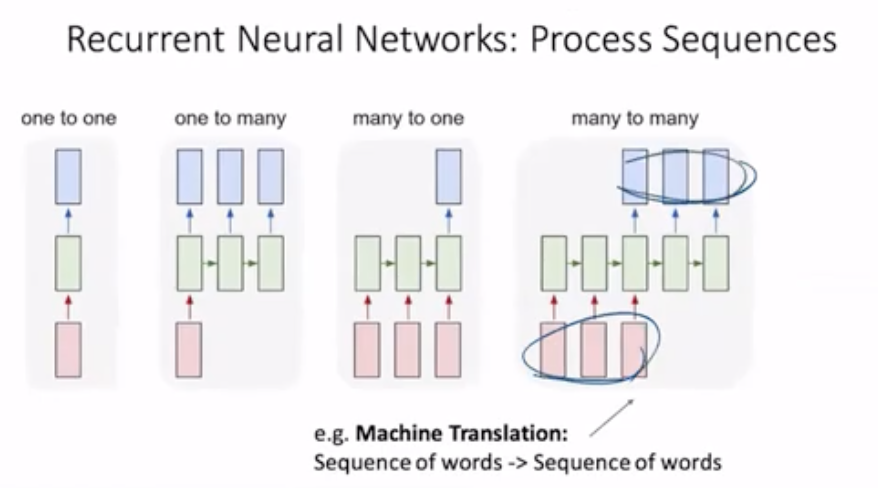 Recurrent Neural Networks: Process Sequences
one to one
one to many
many to one
many to many
e.g. Machine Translation:
Sequence of words -> Sequence of words